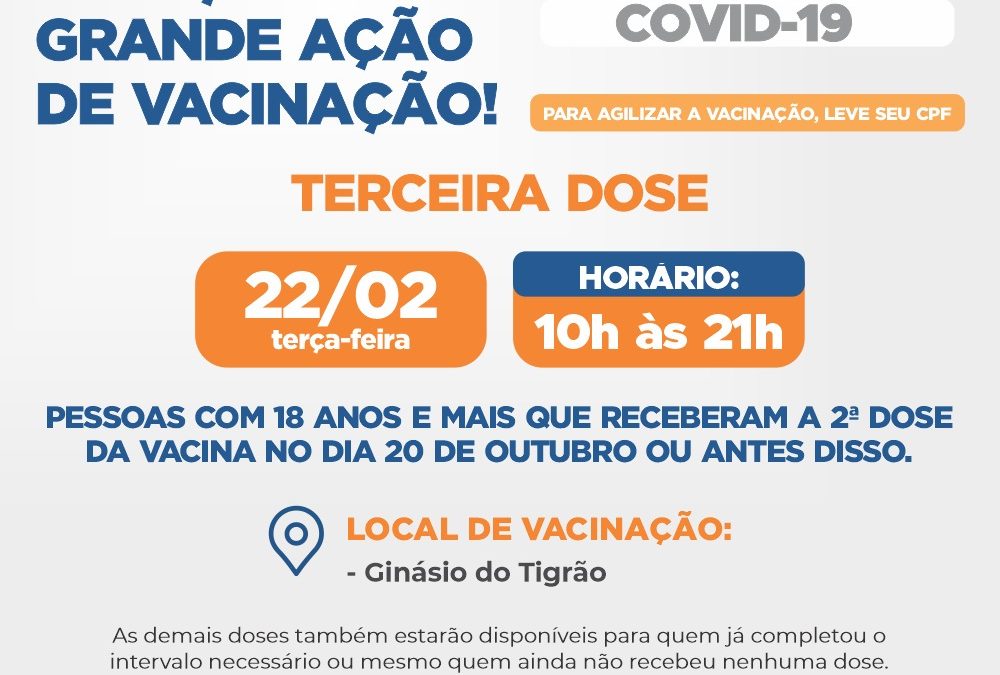 GRANDE AÇÃO
DE VACINAÇÃO!
COVID-19
PARA AGILIZAR A VACINAÇÃO, LEVE SEU CPF
TERCEIRA DOSE
22/02
terça-feira
HORÁRIO:
10h às 21h
PESSOAS COM 18 ANOS E MAIS QUE RECEBERAM A 2ª DOSE
DA VACINA NO DIA 20 DE OUTUBRO OU ANTES DISSO.
LOCAL DE VACINAÇÃO:
- Ginásio do Tigrão
As demais doses também estarão disponíveis para quem já completou o
intervalo necessário ou mesmo quem ainda não recebeu nenhuma dose.